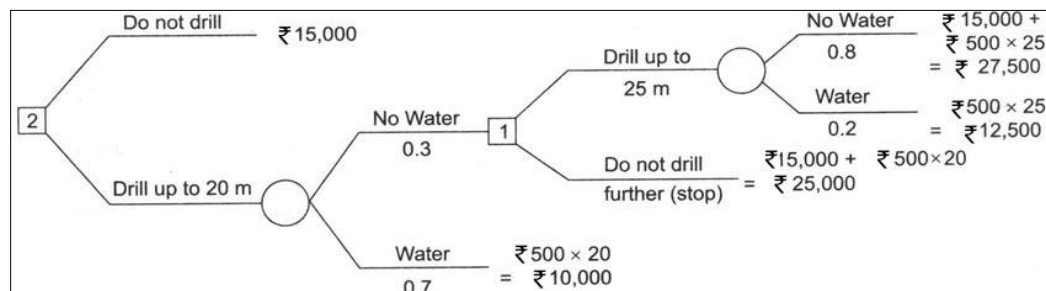 Do not drill ₹15,000
2
Drill up to 20 m
No Water
0.3
Water
0.7
₹500 × 20
= ₹10,000
1
Drill up to
25 m
Do not drill
further (stop)
₹15,000 + ₹500×20
= ₹25,000
No Water
0.8
₹ 15,000 +
₹ 500 × 25
= ₹ 27,500
Water
0.2
₹500 × 25
= ₹12,500